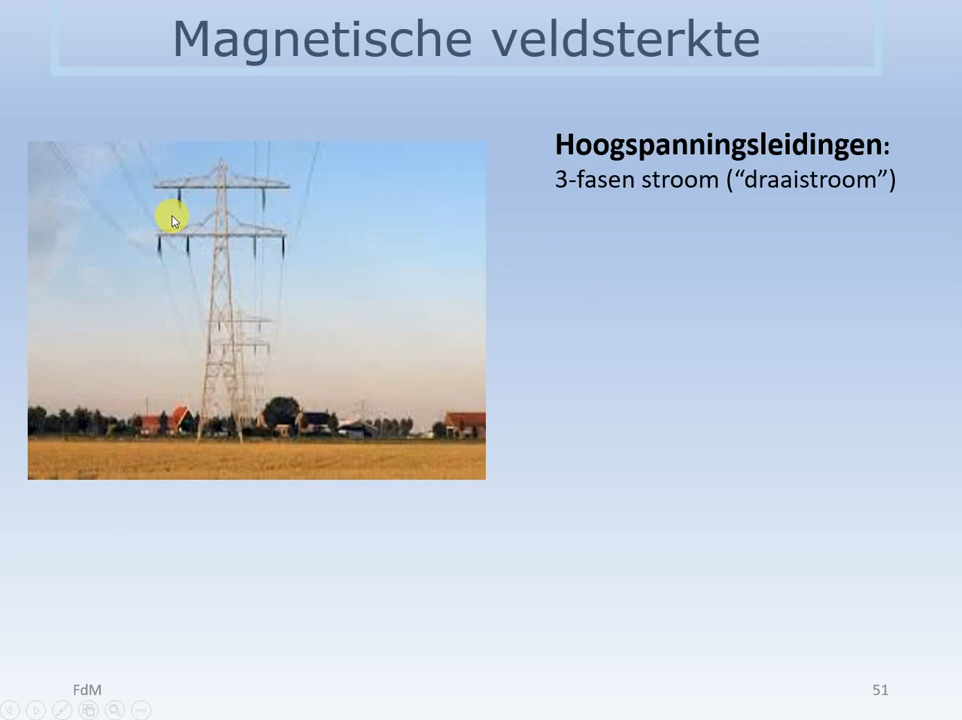 Magnetische veldsterkte
Hoogspanningsleidingen:
3-fasen stroom (“draaistroom”)
FdM
51